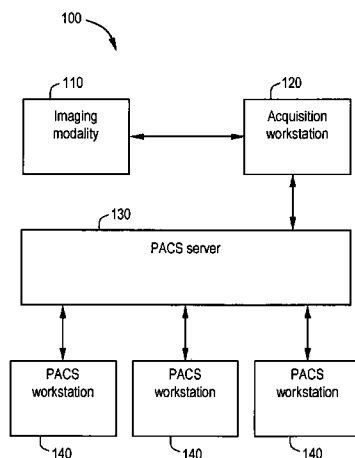 100
110
120
Imaging
modality
Acquisition
workstation
130
PACS server
PACS
workstation
PACS
workstation
PACS
workstation
140
140
140